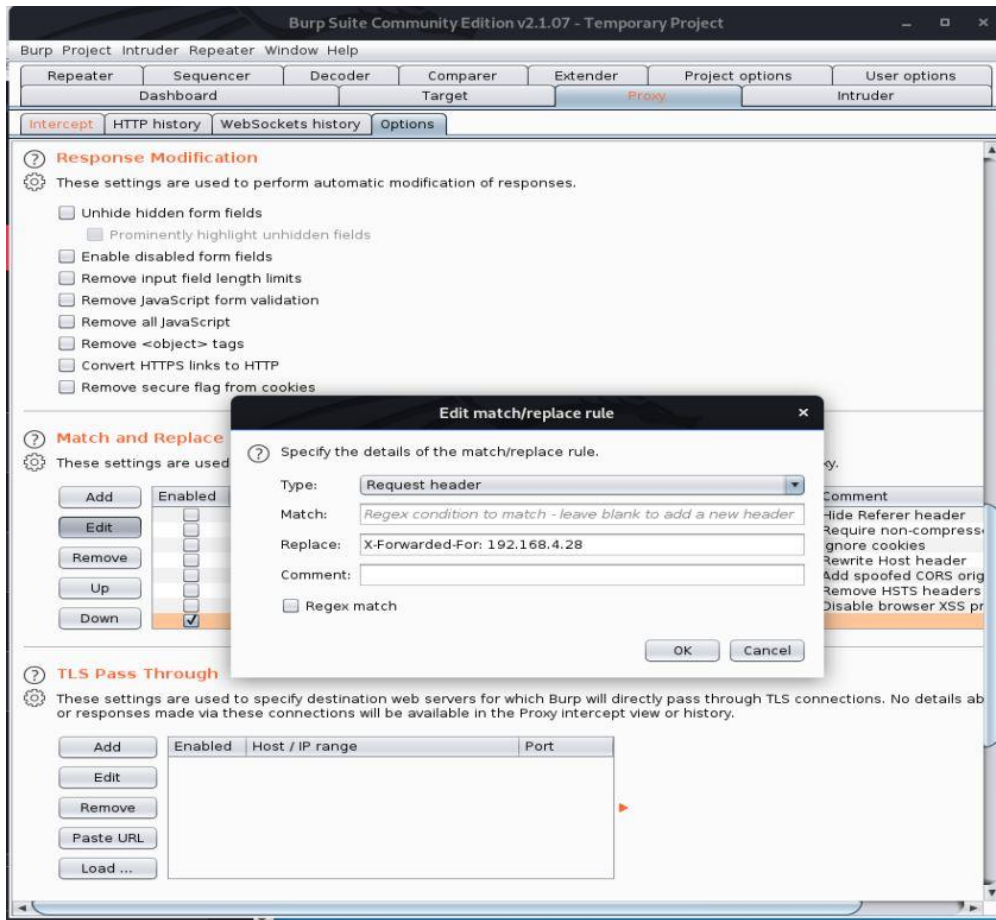 Burp Suite Community Edition v2.1.07 - Temporary Project
Burp Project Intruder Repeater Window Help
Repeater Sequencer Decoder Comparer Extender Project options User options
Dashboard Target Proxy Intruder
Intercept HTTP history WebSockets history Options
Response Modification
These settings are used to perform automatic modification of responses.
Unhide hidden form fields
Prominently highlight unhidden fields
Enable disabled form fields
Remove input field length limits
Remove JavaScript form validation
Remove all JavaScript
Remove <object> tags
Convert HTTPS links to HTTP
Remove secure flag from cookies
Edit match/replace rule
Specify the details of the match/replace rule.
Type: Request header
Match: Regex condition to match - leave blank to add a new header
Replace: X-Forwarded-For: 192.168.4.28
Comment:
Regex match
OK Cancel
Match and Replace
These settings are used
Add Enabled Comment
Hide Referer header
Edit Require non-compress
Ignore cookies
Remove Rewrite Host header
Add spoofed CORS orig
Up Remove HSTS headers
Disable browser XSS pr
Down
TLS Pass Through
These settings are used to specify destination web servers for which Burp will directly pass through TLS connections. No details ab
or responses made via these connections will be available in the Proxy intercept view or history.
Add Enabled Host / IP range Port
Edit
Remove
Paste URL
Load ...